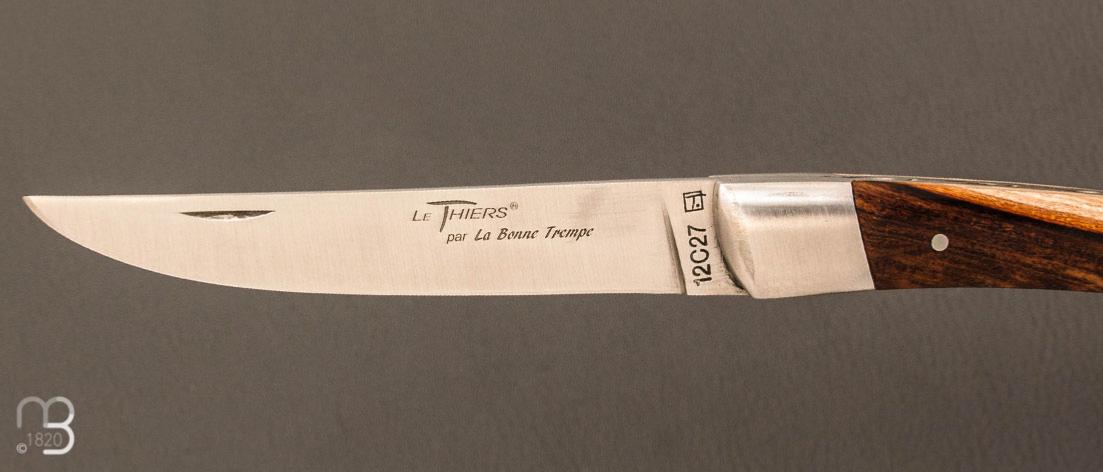 LE THIERS®
par La Bonne Trempe
12C27
© 1820